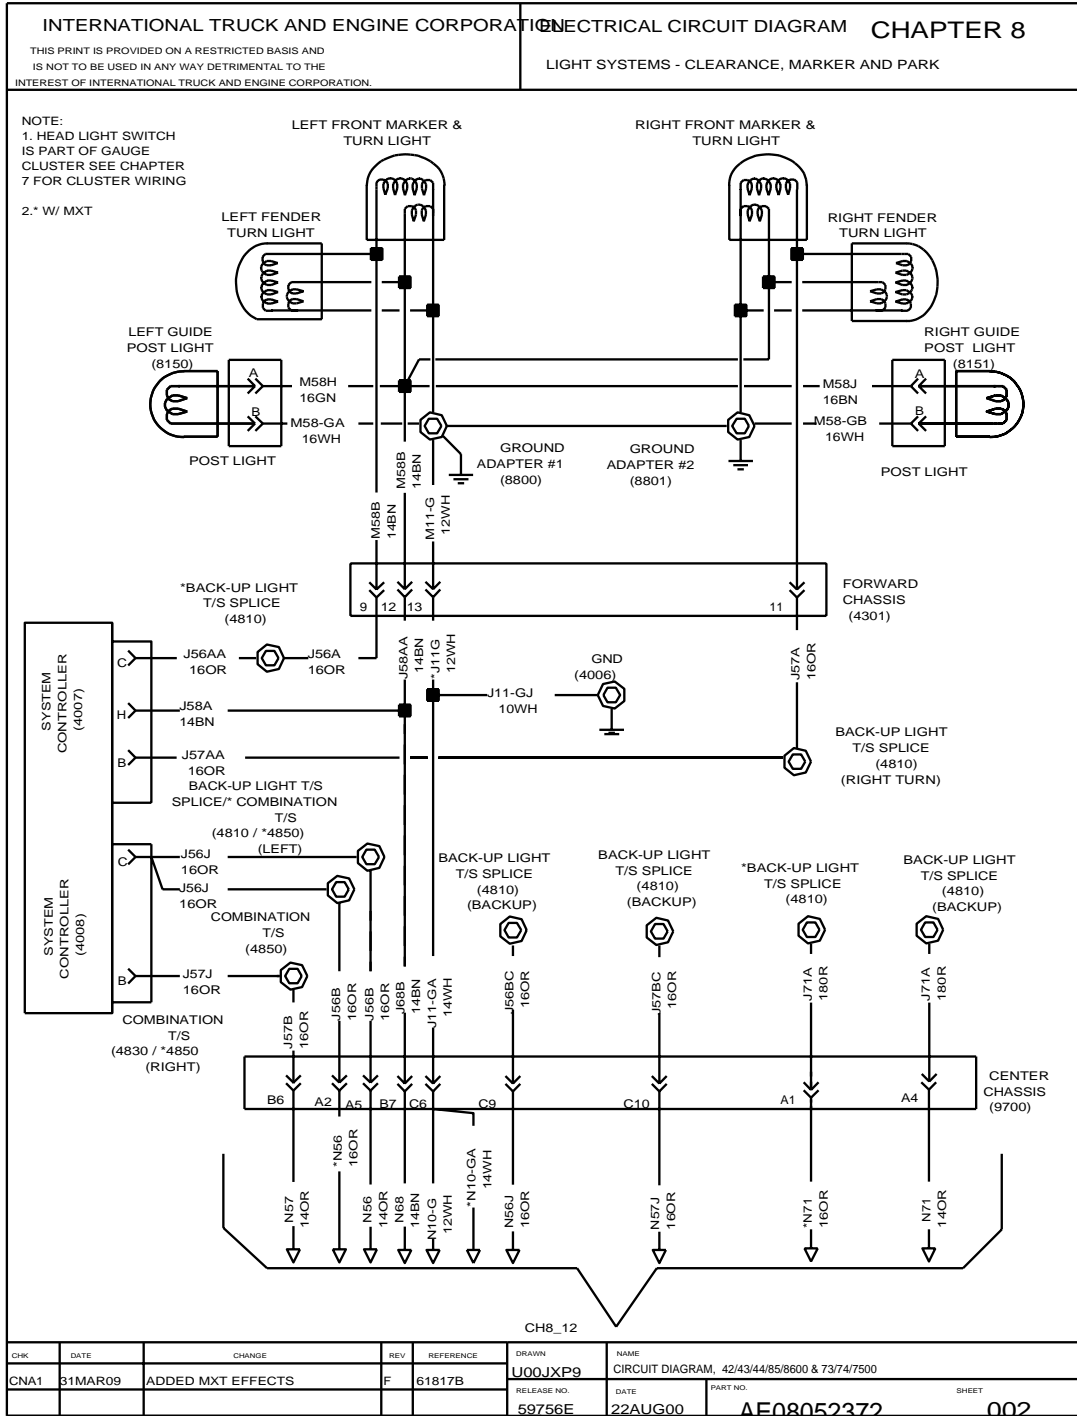 INTERNATIONAL TRUCK AND ENGINE CORPORATION
THIS PRINT IS PROVIDED ON A RESTRICTED BASIS AND
IS NOT TO BE USED IN ANY WAY DETRIMENTAL TO THE
INTEREST OF INTERNATIONAL TRUCK AND ENGINE CORPORATION.
ELECTRICAL CIRCUIT DIAGRAM
CHAPTER 8
LIGHT SYSTEMS - CLEARANCE, MARKER AND PARK
NOTE:
1. HEAD LIGHT SWITCH
IS PART OF GAUGE
CLUSTER SEE CHAPTER
7 FOR CLUSTER WIRING
2.* W/ MXT
LEFT FRONT MARKER &
TURN LIGHT
RIGHT FRONT MARKER &
TURN LIGHT
LEFT FENDER
TURN LIGHT
RIGHT FENDER
TURN LIGHT
LEFT GUIDE
POST LIGHT
(8150)
RIGHT GUIDE
POST LIGHT
(8151)
A
M58H
16GN
B
M58-GA
16WH
POST LIGHT
M58J
16BN
A
M58-GB
16WH
B
POST LIGHT
GROUND
ADAPTER #1
(8800)
GROUND
ADAPTER #2
(8801)
M58B
14BN
M58B
14BN
M11-G
12WH
9
12
13
11
FORWARD
CHASSIS
(4301)
*BACK-UP LIGHT
T/S SPLICE
(4810)
SYSTEM
CONTROLLER
(4007)
C
J56AA
16OR
J56A
16OR
H
J58A
14BN
B
J57AA
16OR
J58AA
14BN
*J11G
12WH
J11-GJ
10WH
GND
(4006)
J57A
16OR
BACK-UP LIGHT
T/S SPLICE
(4810)
(RIGHT TURN)
BACK-UP LIGHT T/S
SPLICE/* COMBINATION
T/S
(4810 / *4850)
(LEFT)
SYSTEM
CONTROLLER
(4008)
C
J56J
16OR
J56J
16OR
COMBINATION
T/S
(4850)
B
J57J
16OR
COMBINATION
T/S
(4830 / *4850
(RIGHT)
BACK-UP LIGHT
T/S SPLICE
(4810)
(BACKUP)
BACK-UP LIGHT
T/S SPLICE
(4810)
(BACKUP)
*BACK-UP LIGHT
T/S SPLICE
(4810)
BACK-UP LIGHT
T/S SPLICE
(4810)
(BACKUP)
J57B
16OR
J56B
16OR
J56B
16OR
J68B
14BN
J11-GA
14WH
J56BC
16OR
J57BC
16OR
J71A
180R
J71A
180R
B6
A2
A5
B7
C6
C9
C10
A1
A4
CENTER
CHASSIS
(9700)
N57
14OR
*N56
16OR
N56
14OR
N68
14BN
N10-G
12WH
*N10-GA
14WH
N56J
16OR
N57J
16OR
*N71
16OR
N71
14OR
CH8_12
CHK DATE CHANGE REV REFERENCE
CNA1 31MAR09 ADDED MXT EFFECTS F 61817B
DRAWN
U00JXP9
NAME
CIRCUIT DIAGRAM, 42/43/44/85/8600 & 73/74/7500
RELEASE NO.
59756E
DATE
22AUG00
PART NO.
AE08052372
SHEET
002